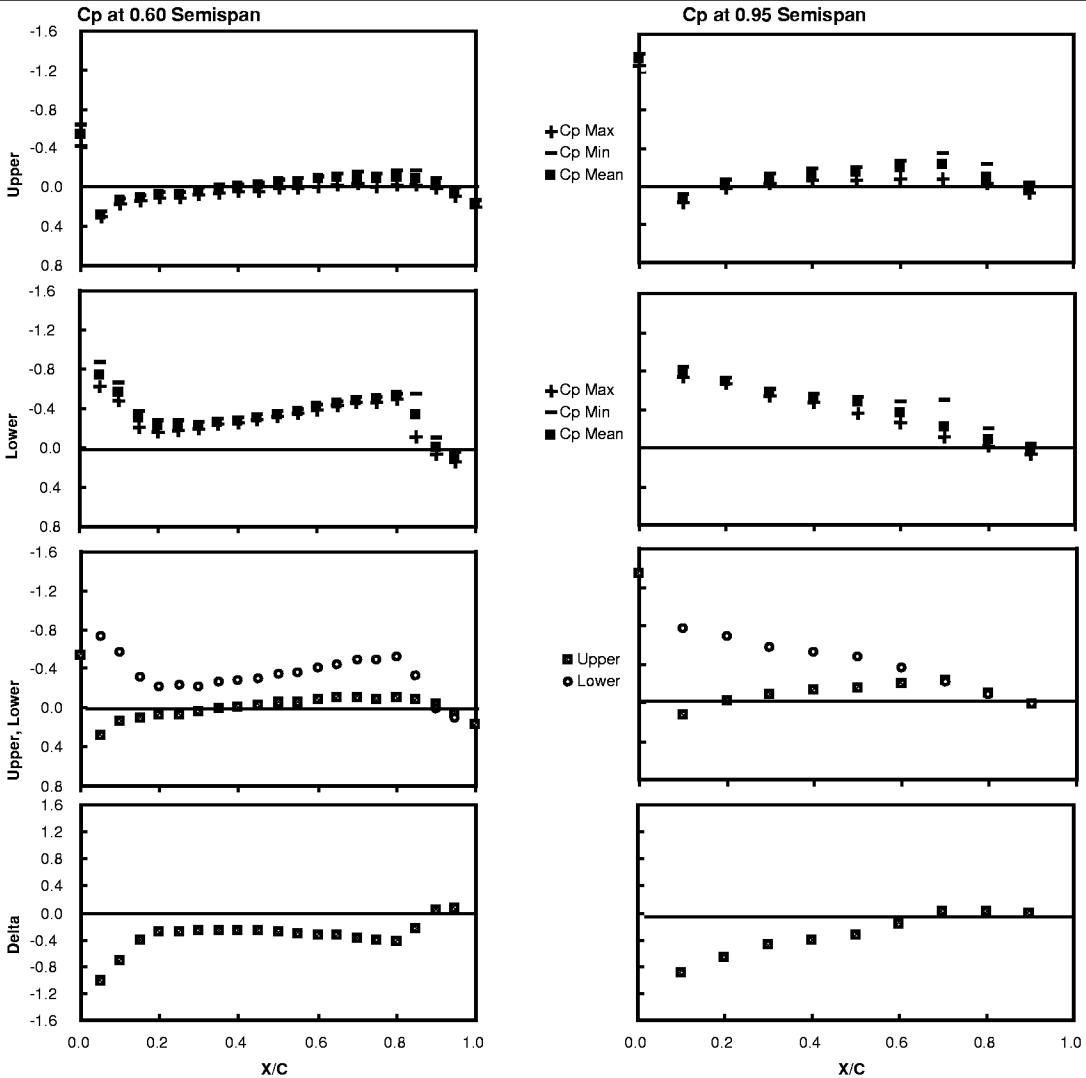 Cp at 0.60 Semispan
Cp at 0.95 Semispan
-1.6
-1.2
-0.8
-0.4
0.0
0.4
0.8
Upper
Cp Max
Cp Min
Cp Mean
-1.6
-1.2
-0.8
-0.4
0.0
0.4
0.8
Lower
Cp Max
Cp Min
Cp Mean
-1.6
-1.2
-0.8
-0.4
0.0
0.4
0.8
Upper, Lower
Upper
Lower
1.6
1.2
0.8
0.4
0.0
-0.4
-0.8
-1.2
-1.6
Delta
0.0 0.2 0.4 0.6 0.8 1.0
X/C
0.0 0.2 0.4 0.6 0.8 1.0
X/C